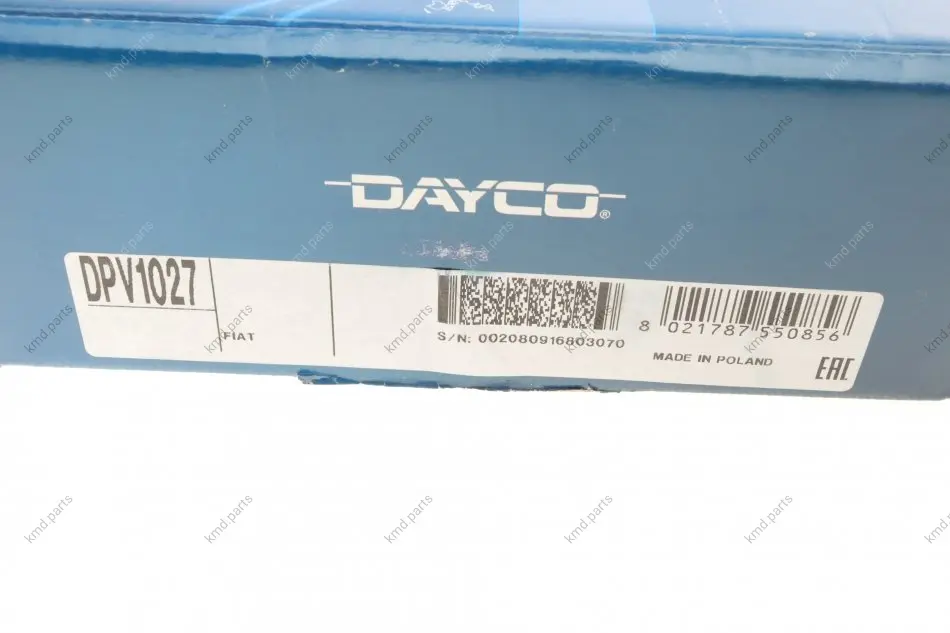 DAYCO®
DPV1027
FIAT
S/N: 002080916803070
8 021787 550856
MADE IN POLAND
EAC
kmd.parts